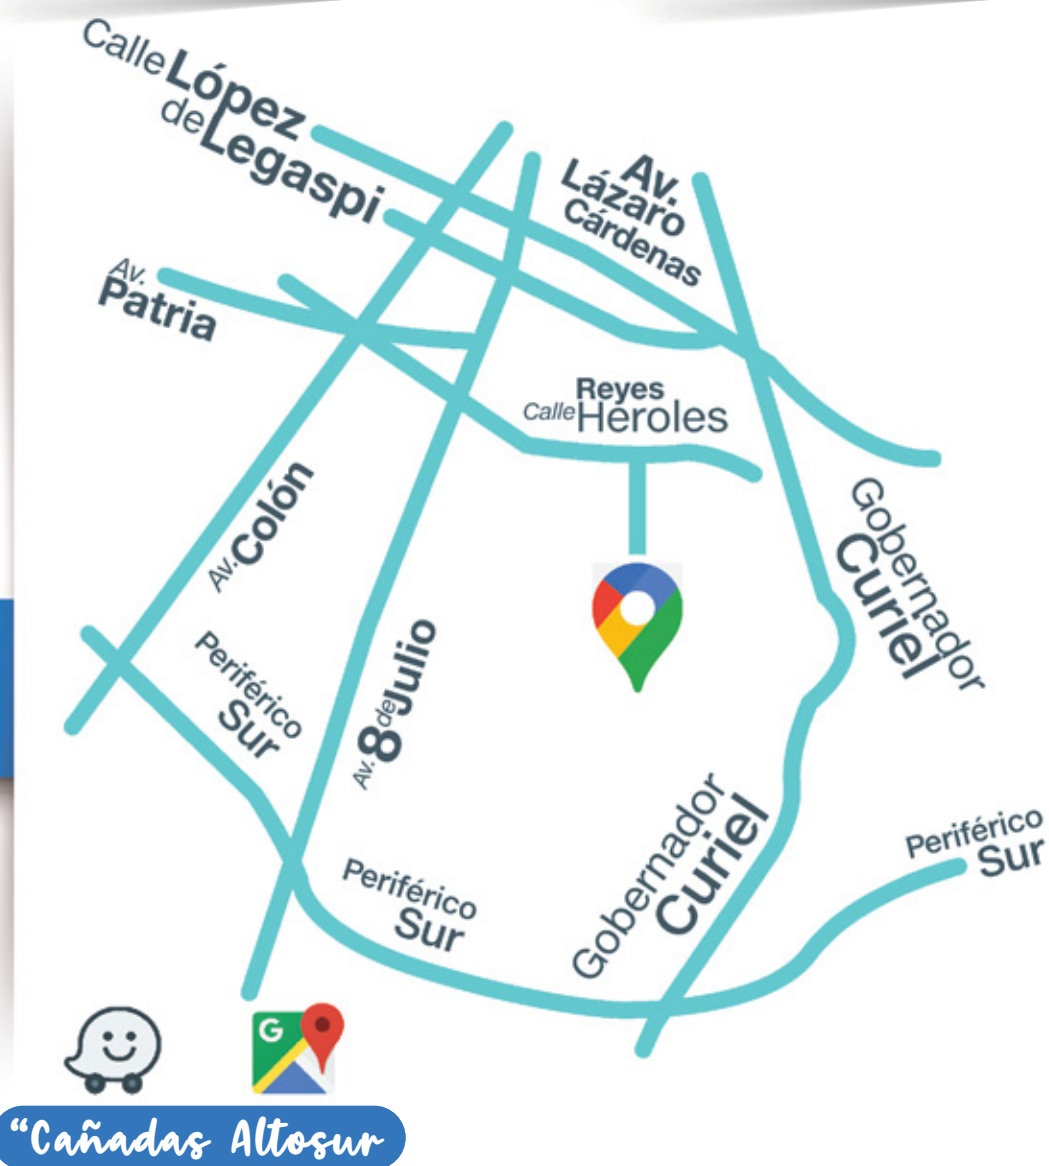 Calle López
de Legaspi
Av.
Lázaro
Cárdenas
Av.
Patria
Reyes
Calle Heroles
Av. Colón
Gobernador
Curiel
Periférico
Sur
Av. 8 de Julio
Gobernador
Curiel
Periférico
Sur
Periférico
Sur
G
“Cañadas Altosur